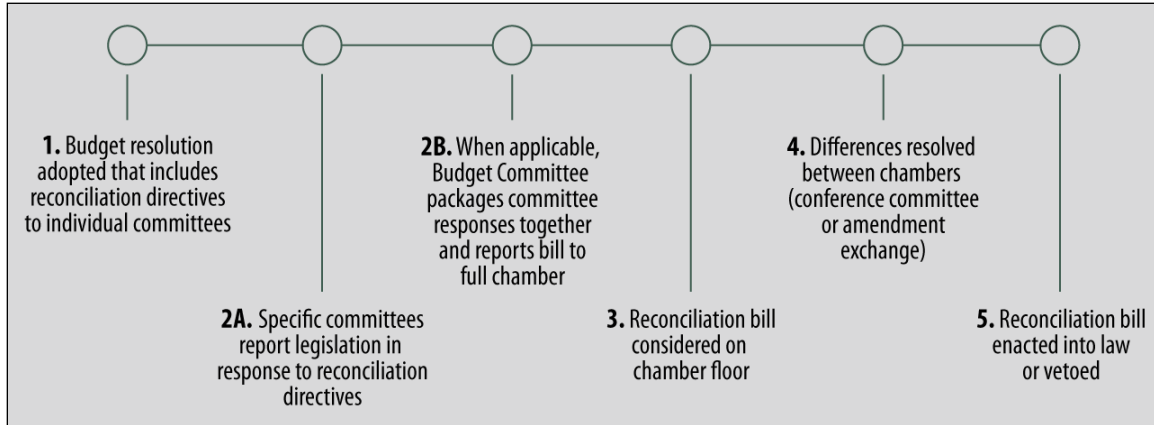 1. Budget resolution
adopted that includes
reconciliation directives
to individual committees
2A. Specific committees
report legislation in
response to reconciliation
directives
2B. When applicable,
Budget Committee
packages committee
responses together
and reports bill to
full chamber
3. Reconciliation bill
considered on
chamber floor
4. Differences resolved
between chambers
(conference committee
or amendment
exchange)
5. Reconciliation bill
enacted into law
or vetoed